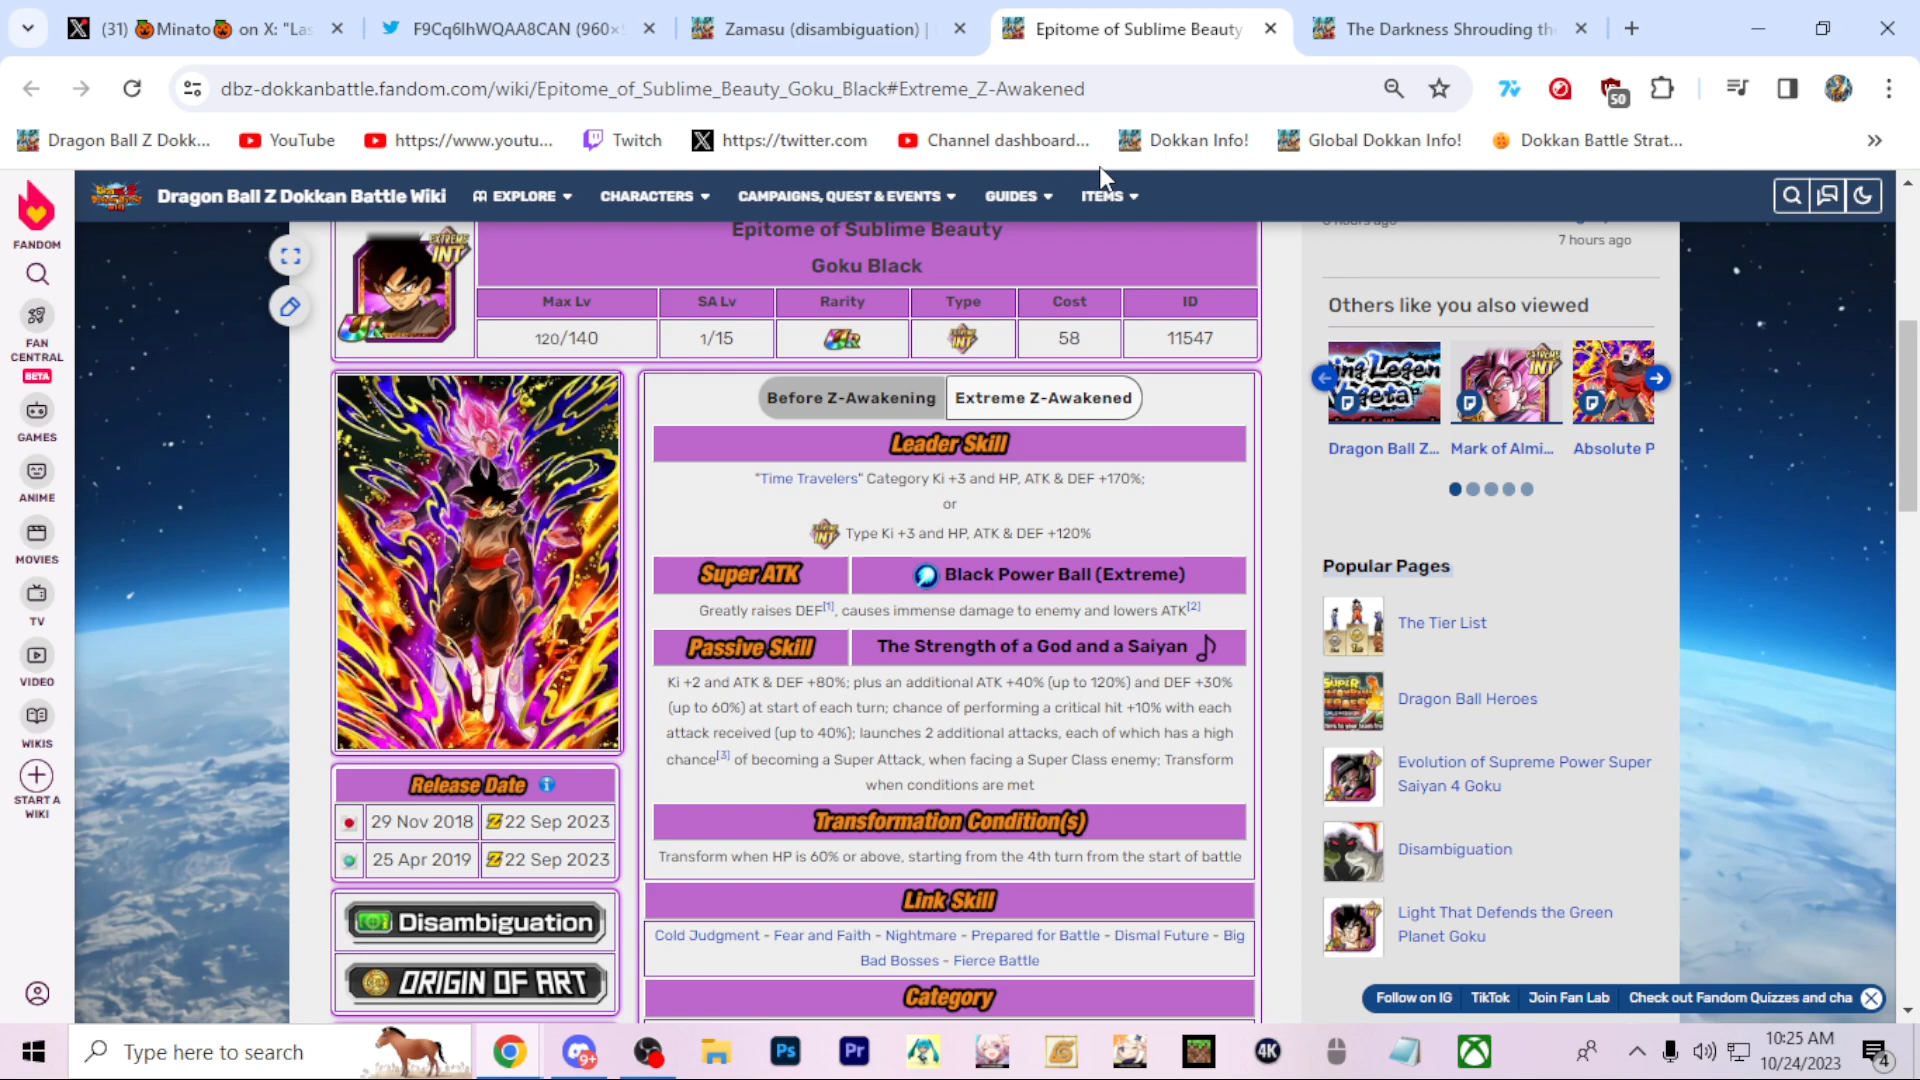 (31) 🎃Minato🎃 on X: "Las
F9Cq6IhWQAA8CAN (960×
Zamasu (disambiguation) |
Epitome of Sublime Beauty
The Darkness Shrouding th
dbz-dokkanbattle.fandom.com/wiki/Epitome_of_Sublime_Beauty_Goku_Black#Extreme_Z-Awakened
50
Dragon Ball Z Dokk...
YouTube
https://www.youtu...
Twitch
https://twitter.com
Channel dashboard...
Dokkan Info!
Global Dokkan Info!
Dokkan Battle Strat...
Dragon Ball Z Dokkan Battle Wiki
EXPLORE
CHARACTERS
CAMPAIGNS, QUEST & EVENTS
GUIDES
ITEMS
FANDOM
FAN CENTRAL
BETA
GAMES
ANIME
MOVIES
TV
VIDEO
WIKIS
START A WIKI
Epitome of Sublime Beauty
Goku Black
Max Lv
SA Lv
Rarity
Type
Cost
ID
120/140
1/15
UR
EXTREME INT
58
11547
Before Z-Awakening
Extreme Z-Awakened
Leader Skill
"Time Travelers" Category Ki +3 and HP, ATK & DEF +170%;
or
Type Ki +3 and HP, ATK & DEF +120%
Super ATK
Black Power Ball (Extreme)
Greatly raises DEF[1], causes immense damage to enemy and lowers ATK[2]
Passive Skill
The Strength of a God and a Saiyan
Ki +2 and ATK & DEF +80%; plus an additional ATK +40% (up to 120%) and DEF +30%
(up to 60%) at start of each turn; chance of performing a critical hit +10% with each
attack received (up to 40%); launches 2 additional attacks, each of which has a high
chance[3] of becoming a Super Attack, when facing a Super Class enemy; Transform
when conditions are met
Transformation Condition(s)
Transform when HP is 60% or above, starting from the 4th turn from the start of battle
Link Skill
Cold Judgment - Fear and Faith - Nightmare - Prepared for Battle - Dismal Future - Big
Bad Bosses - Fierce Battle
Category
Release Date
29 Nov 2018
22 Sep 2023
25 Apr 2019
22 Sep 2023
Disambiguation
ORIGIN OF ART
7 hours ago
Others like you also viewed
Dragon Ball Z...
Mark of Almi...
Absolute P
Popular Pages
The Tier List
Dragon Ball Heroes
Evolution of Supreme Power Super
Saiyan 4 Goku
Disambiguation
Light That Defends the Green
Planet Goku
Follow on IG
TikTok
Join Fan Lab
Check out Fandom Quizzes and cha
Type here to search
9+
Ps
Pr
4K
10:25 AM
10/24/2023
4